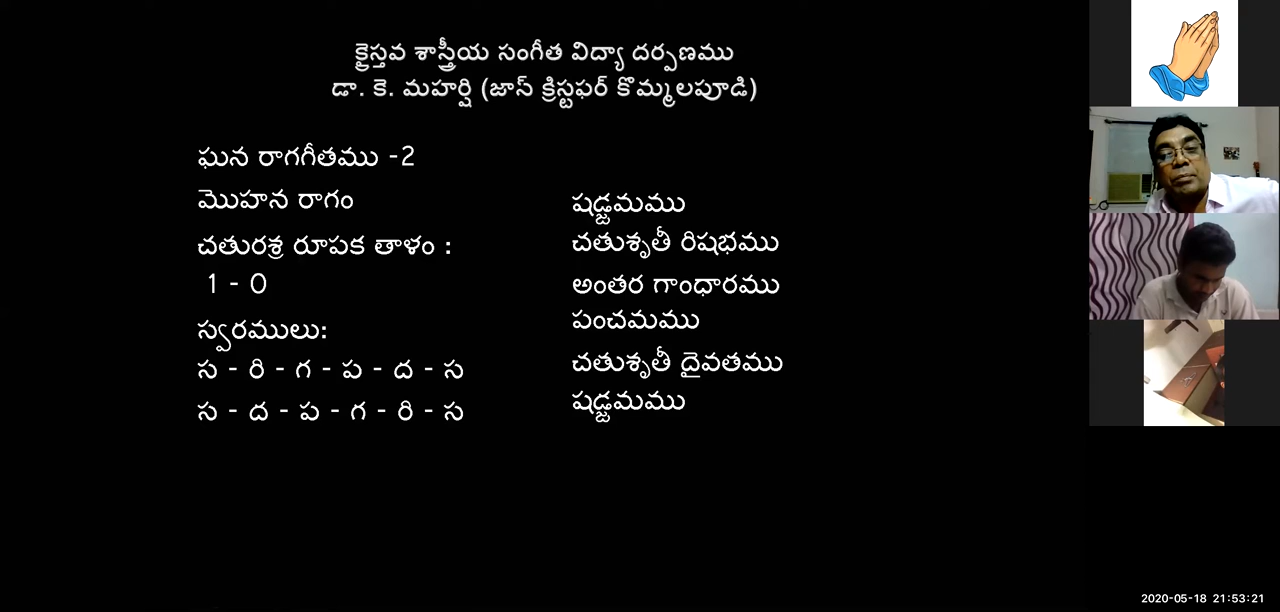 క్రైస్తవ శాస్త్రీయ సంగీత విద్యా దర్పణము
డా. కె. మహర్షి (జాస్ క్రిస్టఫర్ కొమ్మలపూడి)
ఘన రాగగీతము -2
మొహన రాగం
చతురశ్ర రూపక తాళం :
1 - 0
స్వరములు:
స - రి - గ - ప - ద - స
స - ద - ప - గ - రి - స
షడ్జమము
చతుశృతీ రిషభము
అంతర గాంధారము
పంచమము
చతుశృతీ దైవతము
షడ్జమము
2020-05-18 21:53:21